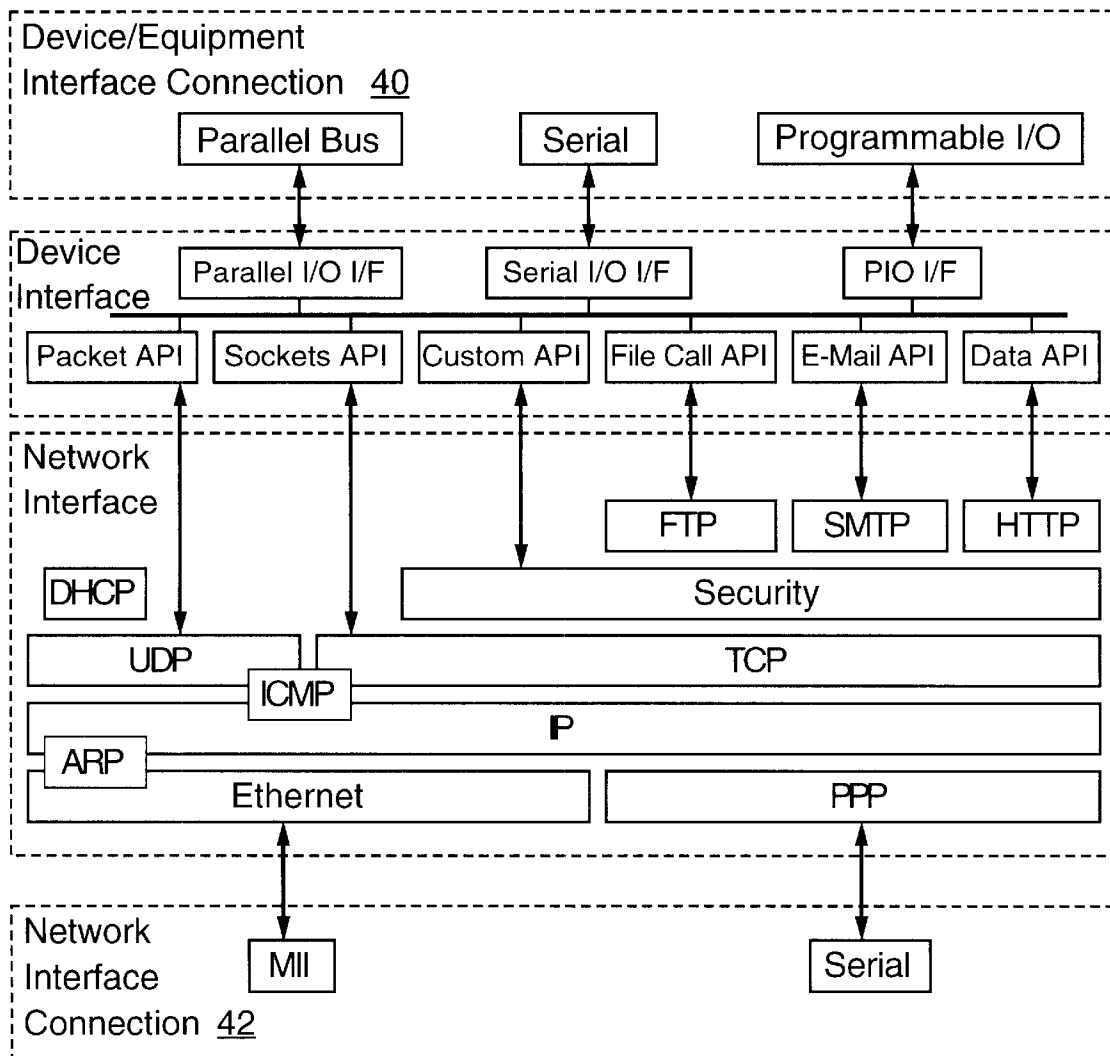 Device/Equipment
Interface Connection 40
Parallel Bus
Serial
Programmable I/O
Device
Interface
Parallel I/O I/F
Serial I/O I/F
PIO I/F
Packet API
Sockets API
Custom API
File Call API
E-Mail API
Data API
Network
Interface
FTP
SMTP
HTTP
DHCP
Security
UDP
TCP
ICMP
IP
ARP
Ethernet
PPP
Network
Interface
Connection 42
MII
Serial